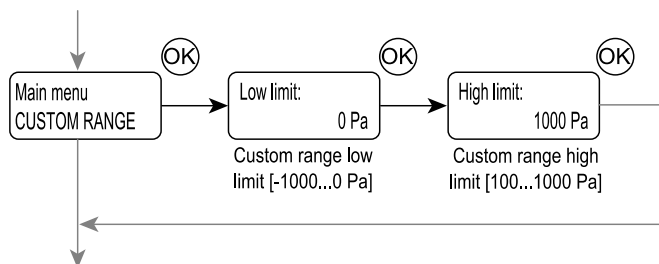 OK
OK
OK
Main menu
CUSTOM RANGE
Low limit:
0 Pa
High limit:
1000 Pa
Custom range low
limit [-1000...0 Pa]
Custom range high
limit [100...1000 Pa]